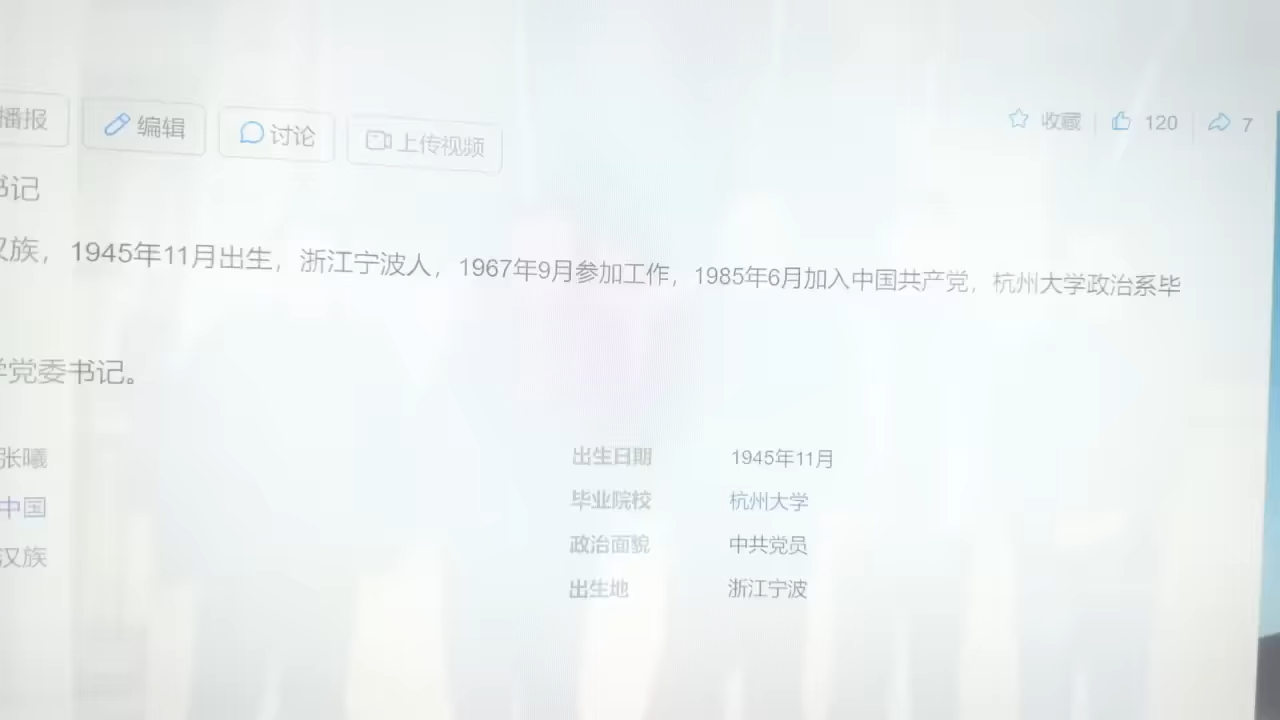 播报 编辑 讨论 上传视频 收藏 120 7
书记
汉族，1945年11月出生，浙江宁波人，1967年9月参加工作，1985年6月加入中国共产党，杭州大学政治系毕
学党委书记。
张曦 出生日期 1945年11月
中国 毕业院校 杭州大学
汉族 政治面貌 中共党员
出生地 浙江宁波